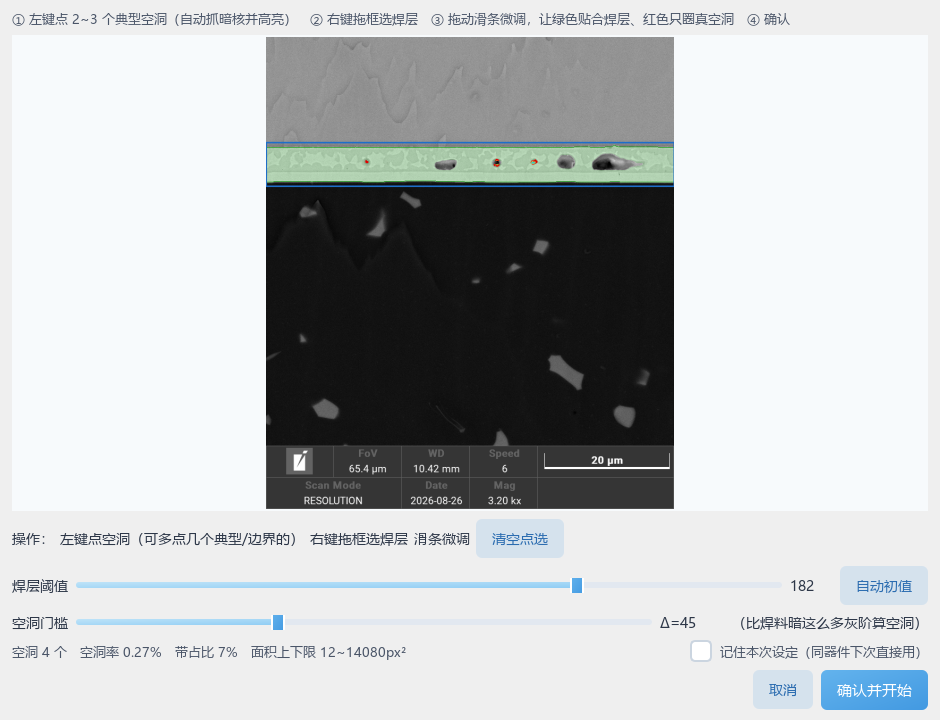 ① 左键点 2~3 个典型空洞（自动抓暗核并高亮） ② 右键拖框选焊层 ③ 拖动滑条微调，让绿色贴合焊层、红色只圈真空洞 ④ 确认
FoV WD Speed
65.4 µm 10.42 mm 6
20 µm
Scan Mode Date Mag
RESOLUTION 2026-08-26 3.20 kx
操作： 左键点空洞（可多点几个典型/边界的） 右键拖框选焊层 滑条微调 清空点选
焊层阈值 182 自动初值
空洞门槛 Δ=45 （比焊料暗这么多灰阶算空洞）
空洞 4 个 空洞率 0.27% 带占比 7% 面积上下限 12~14080px² 记住本次设定（同器件下次直接用）
取消 确认并开始